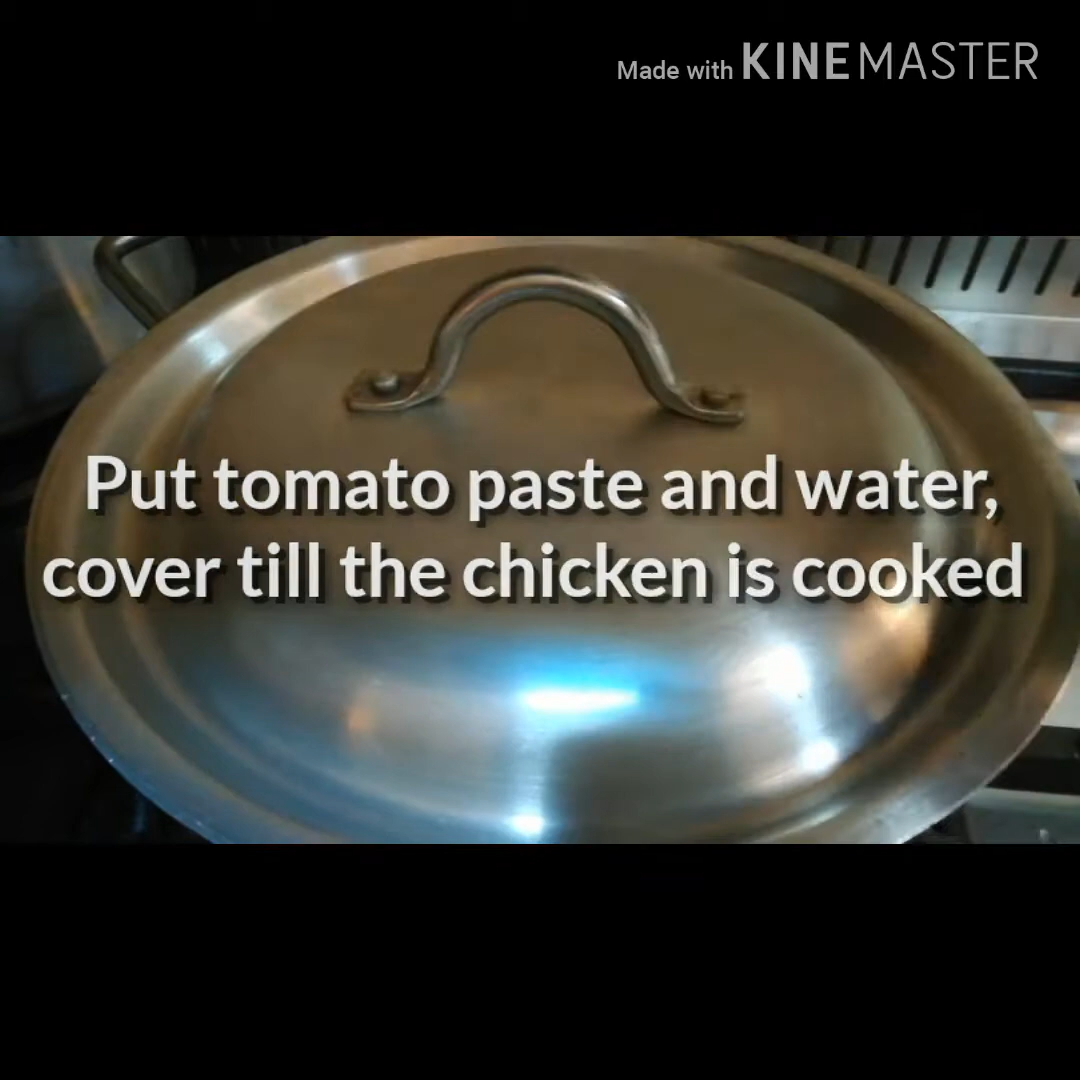 Made with KINEMASTER
Put tomato paste and water,
cover till the chicken is cooked